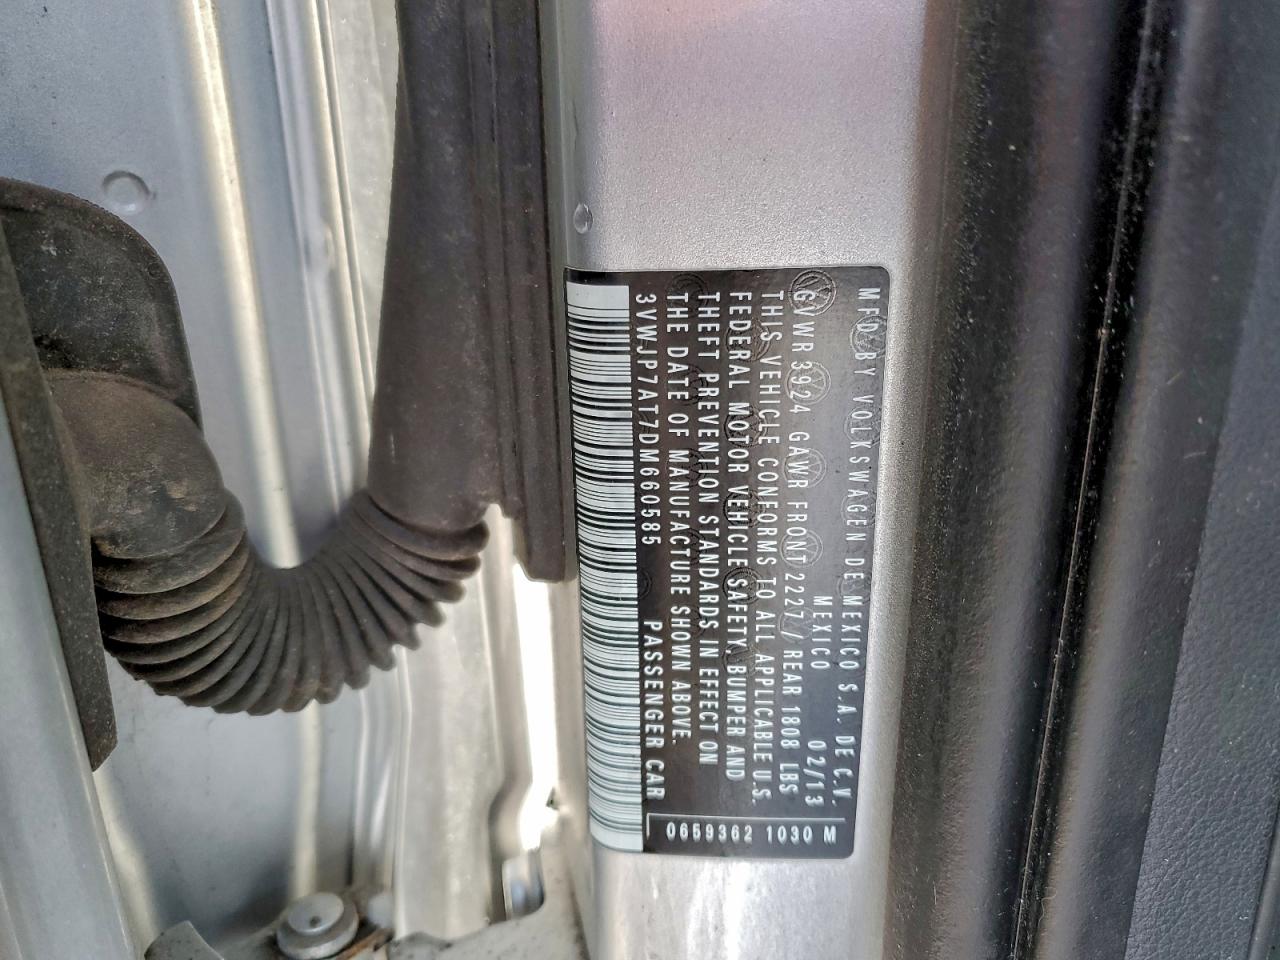 MFD BY VOLKSWAGEN DE MEXICO S.A. DE C.V.
MEXICO 02/13
GVWR 3924 GAWR FRONT 2227 / REAR 1808 LBS
THIS VEHICLE CONFORMS TO ALL APPLICABLE U.S.
FEDERAL MOTOR VEHICLE SAFETY, BUMPER AND
THEFT PREVENTION STANDARDS IN EFFECT ON
THE DATE OF MANUFACTURE SHOWN ABOVE.
3VWJP7AT7DM660585 PASSENGER CAR
0659362 1030 M